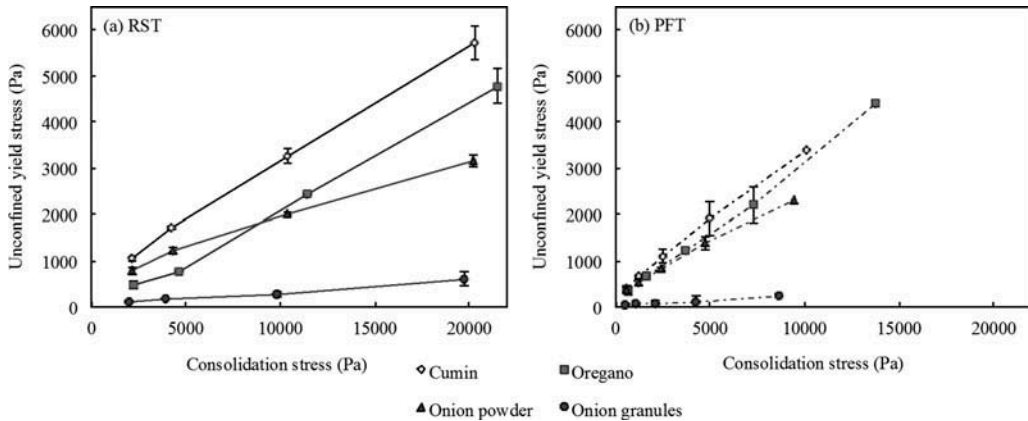 (a) RST
(b) PFT
Unconfined yield stress (Pa)
6000
5000
4000
3000
2000
1000
0
0
5000
10000
15000
20000
Consolidation stress (Pa)
Unconfined yield stress (Pa)
6000
5000
4000
3000
2000
1000
0
0
5000
10000
15000
20000
Consolidation stress (Pa)
Cumin
Oregano
Onion powder
Onion granules